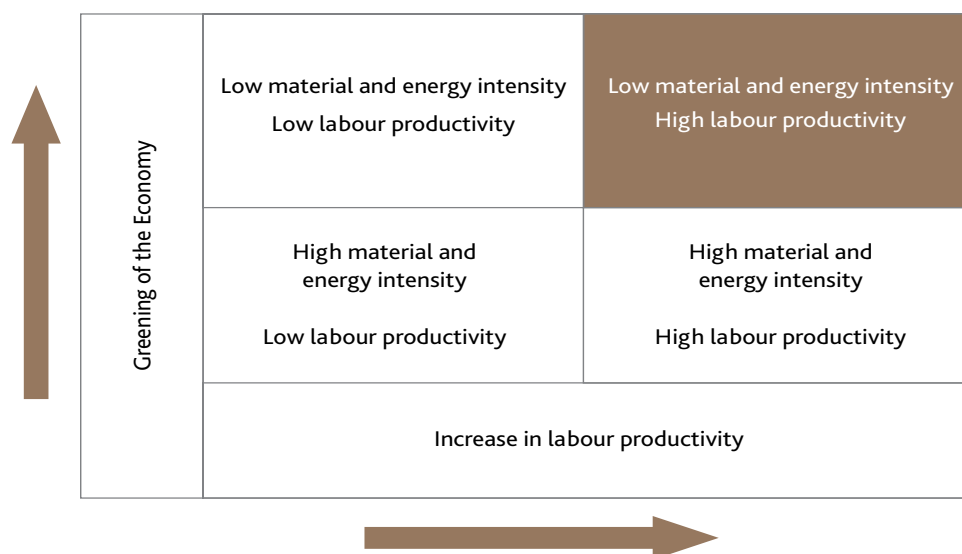 Greening of the Economy
Low material and energy intensity
Low labour productivity
Low material and energy intensity
High labour productivity
High material and
energy intensity
Low labour productivity
High material and
energy intensity
High labour productivity
Increase in labour productivity